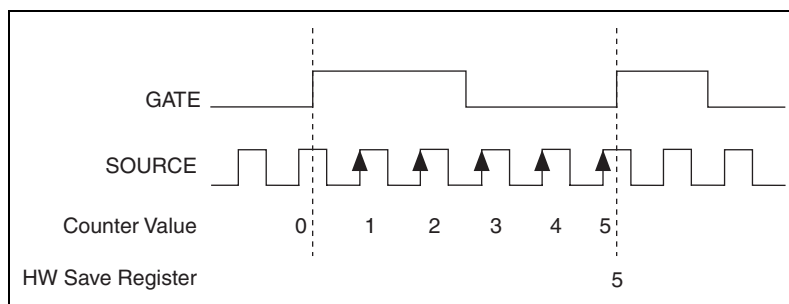 GATE
SOURCE
Counter Value 0 1 2 3 4 5
HW Save Register 5